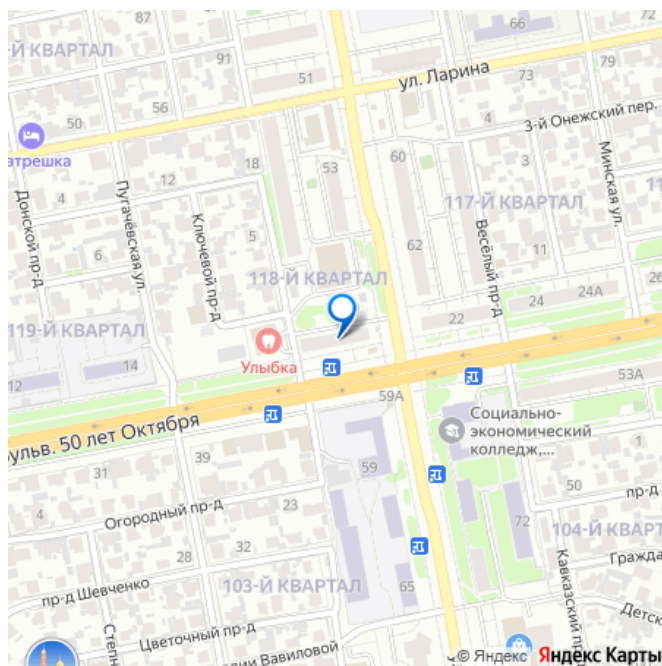 87
66
Й КВАРТАЛ
91
51
ул. Ларина
73
79
50
56
атрешка
4
3-й Онежский пер.
18
53
60
Минская ул.
12
3
117-Й КВАРТАЛ
4
Донской пр-д
Пугачёвская ул.
Ключевой пр-д
5
62
Весёлый пр-д
11
6
118-Й КВАРТАЛ
24
24А
26
119-Й КВАРТАЛ
22
Улыбка
14
12
53А
59А
ульв. 50 лет Октября
Социально-
экономический
колледж,...
39
31
59
50
4
23
Огородный пр-д
72
пр-д
104-Й КВАРТ
32
28
Гражда
пр-д Шевченко
103-Й КВАРТАЛ
65
Кавказский пр
Детск
Степн
Цветочный пр-д
дии Вавиловой
© Яндекс Яндекс Карты